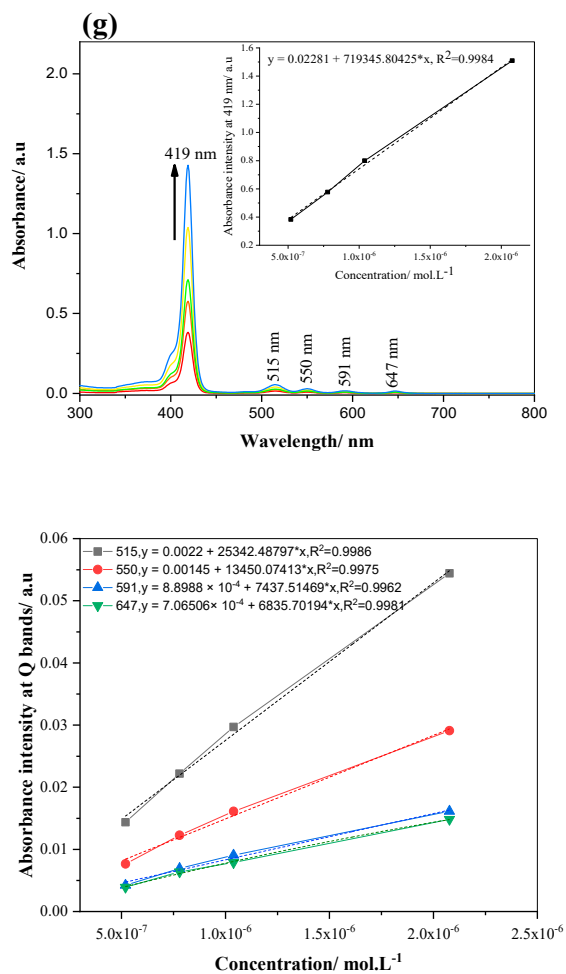 (g)
y = 0.02281 + 719345.80425*x, R²=0.9984
Absorbance intensity at 419 nm/ a.u
1.6
1.4
1.2
1.0
0.8
0.6
0.4
0.2
5.0x10⁻⁷ 1.0x10⁻⁶ 1.5x10⁻⁶ 2.0x10⁻⁶
Concentration/ mol.L⁻¹
Absorbance/ a.u
2.0
1.5
1.0
0.5
0.0
419 nm
515 nm
550 nm
591 nm
647 nm
300 400 500 600 700 800
Wavelength/ nm
515,y = 0.0022 + 25342.48797*x,R²=0.9986
550,y = 0.00145 + 13450.07413*x,R²=0.9975
591,y = 8.8988 × 10⁻⁴ + 7437.51469*x,R²=0.9962
647,y = 7.06506× 10⁻⁴ + 6835.70194*x,R²=0.9981
Absorbance intensity at Q bands/ a.u
0.06
0.05
0.04
0.03
0.02
0.01
0.00
5.0x10⁻⁷ 1.0x10⁻⁶ 1.5x10⁻⁶ 2.0x10⁻⁶ 2.5x10⁻⁶
Concentration/ mol.L⁻¹